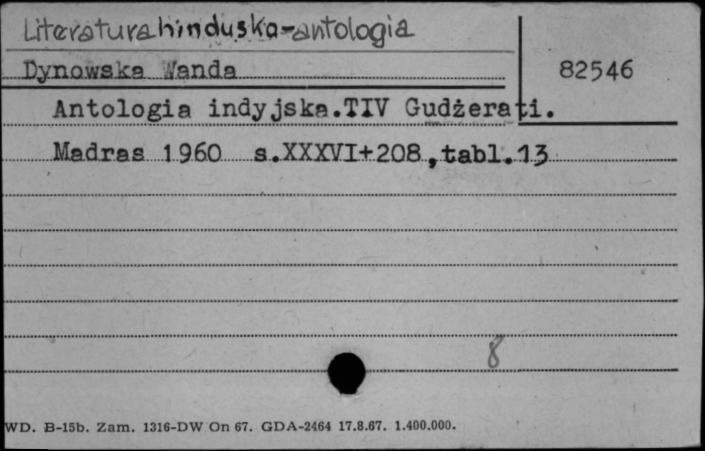 Literatura hinduska-antologia
Dynowska Wanda
82546
Antologia indyjska.TIV Gudżerati.
Madras 1960 s.XXXVI+208,tabl.13
8
WD. B-15b. Zam. 1316-DW On 67. GDA-2464 17.8.67. 1.400.000.